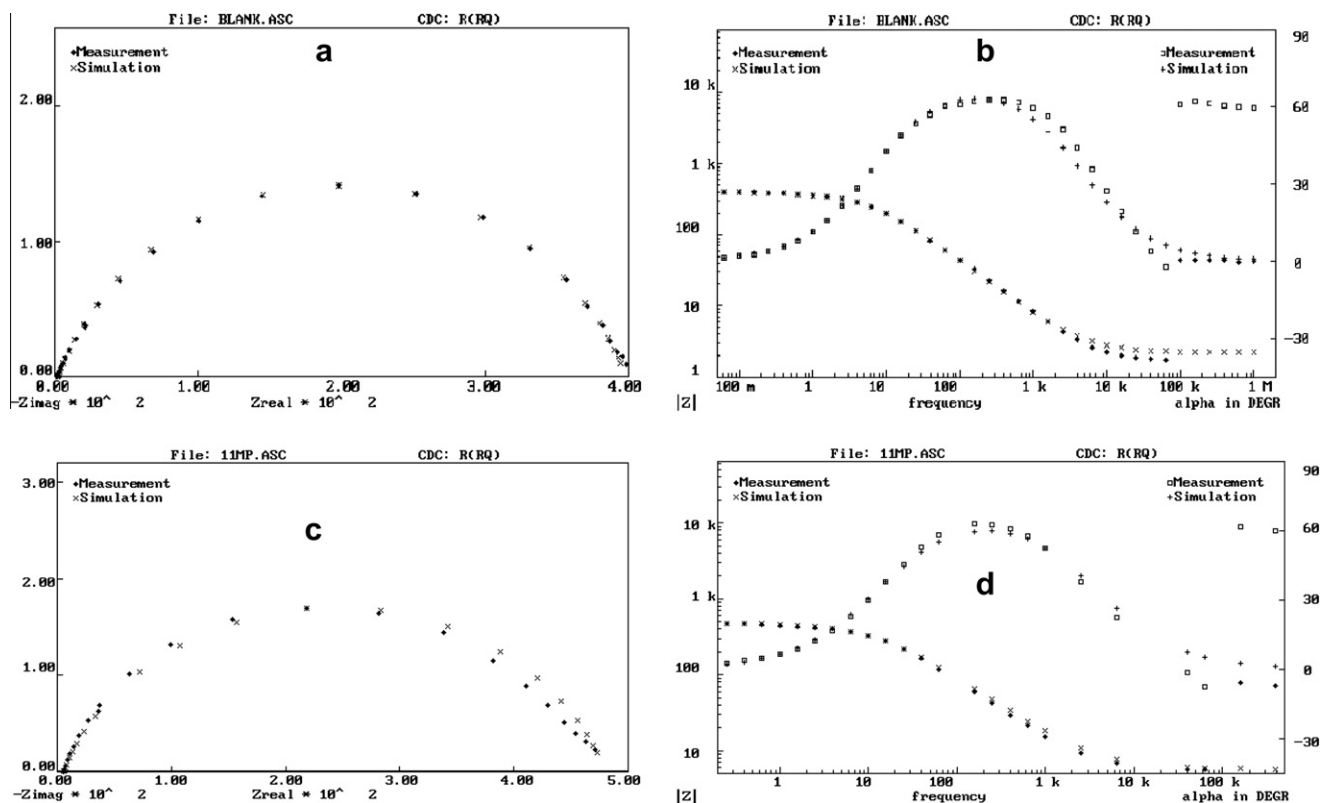 File: BLANK.ASC CDC: R(RQ)
a
◆Measurement
×Simulation
2.00
1.00
0.00
0.00 1.00 2.00 3.00 4.00
-Zimag * 10^ 2 Zreal * 10^ 2
File: BLANK.ASC CDC: R(RQ)
b
◆Measurement □Measurement
×Simulation +Simulation
10 k
1 k
100
10
1
90
60
30
0
-30
100 m 1 10 100 1 k 10 k 100 k 1 M
|Z| frequency alpha in DEGR
File: 11MP.ASC CDC: R(RQ)
c
◆Measurement
×Simulation
3.00
2.00
1.00
0.00
0.00 1.00 2.00 3.00 4.00 5.00
-Zimag * 10^ 2 Zreal * 10^ 2
File: 11MP.ASC CDC: R(RQ)
d
◆Measurement □Measurement
×Simulation +Simulation
10 k
1 k
100
10
90
60
30
0
-30
1 10 100 1 k 10 k 100 k
|Z| frequency alpha in DEGR